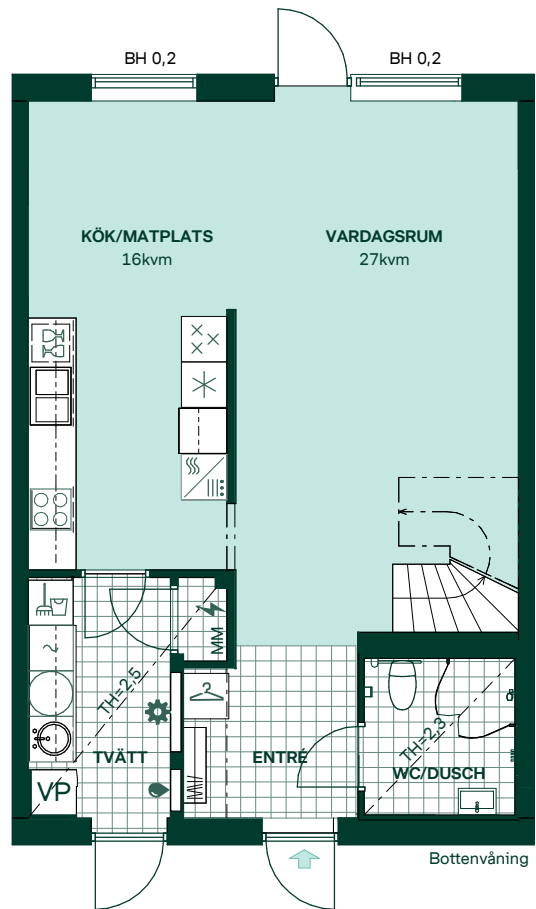 BH 0,2
BH 0,2
KÖK/MATPLATS
16kvm
VARDAGSRUM
27kvm
MM
TH=2,5
TVÄTT
ENTRÉ
TH=2,3
WC/DUSCH
VP
Bottenvåning